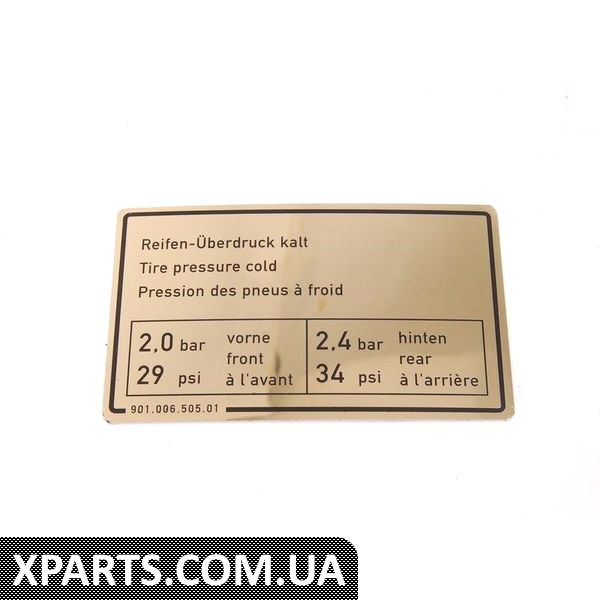 Reifen-Überdruck kalt
Tire pressure cold
Pression des pneus à froid
2,0 bar vorne
front
29 psi à l'avant
2,4 bar hinten
rear
34 psi à l'arrière
901.006.505.01
XPARTS.COM.UA